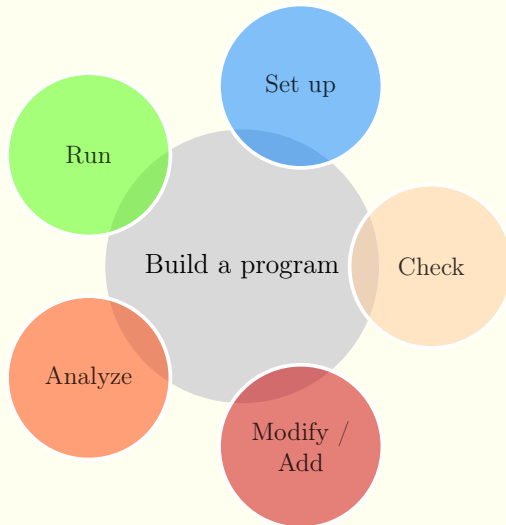 Set up
Run
Build a program
Check
Analyze
Modify /
Add